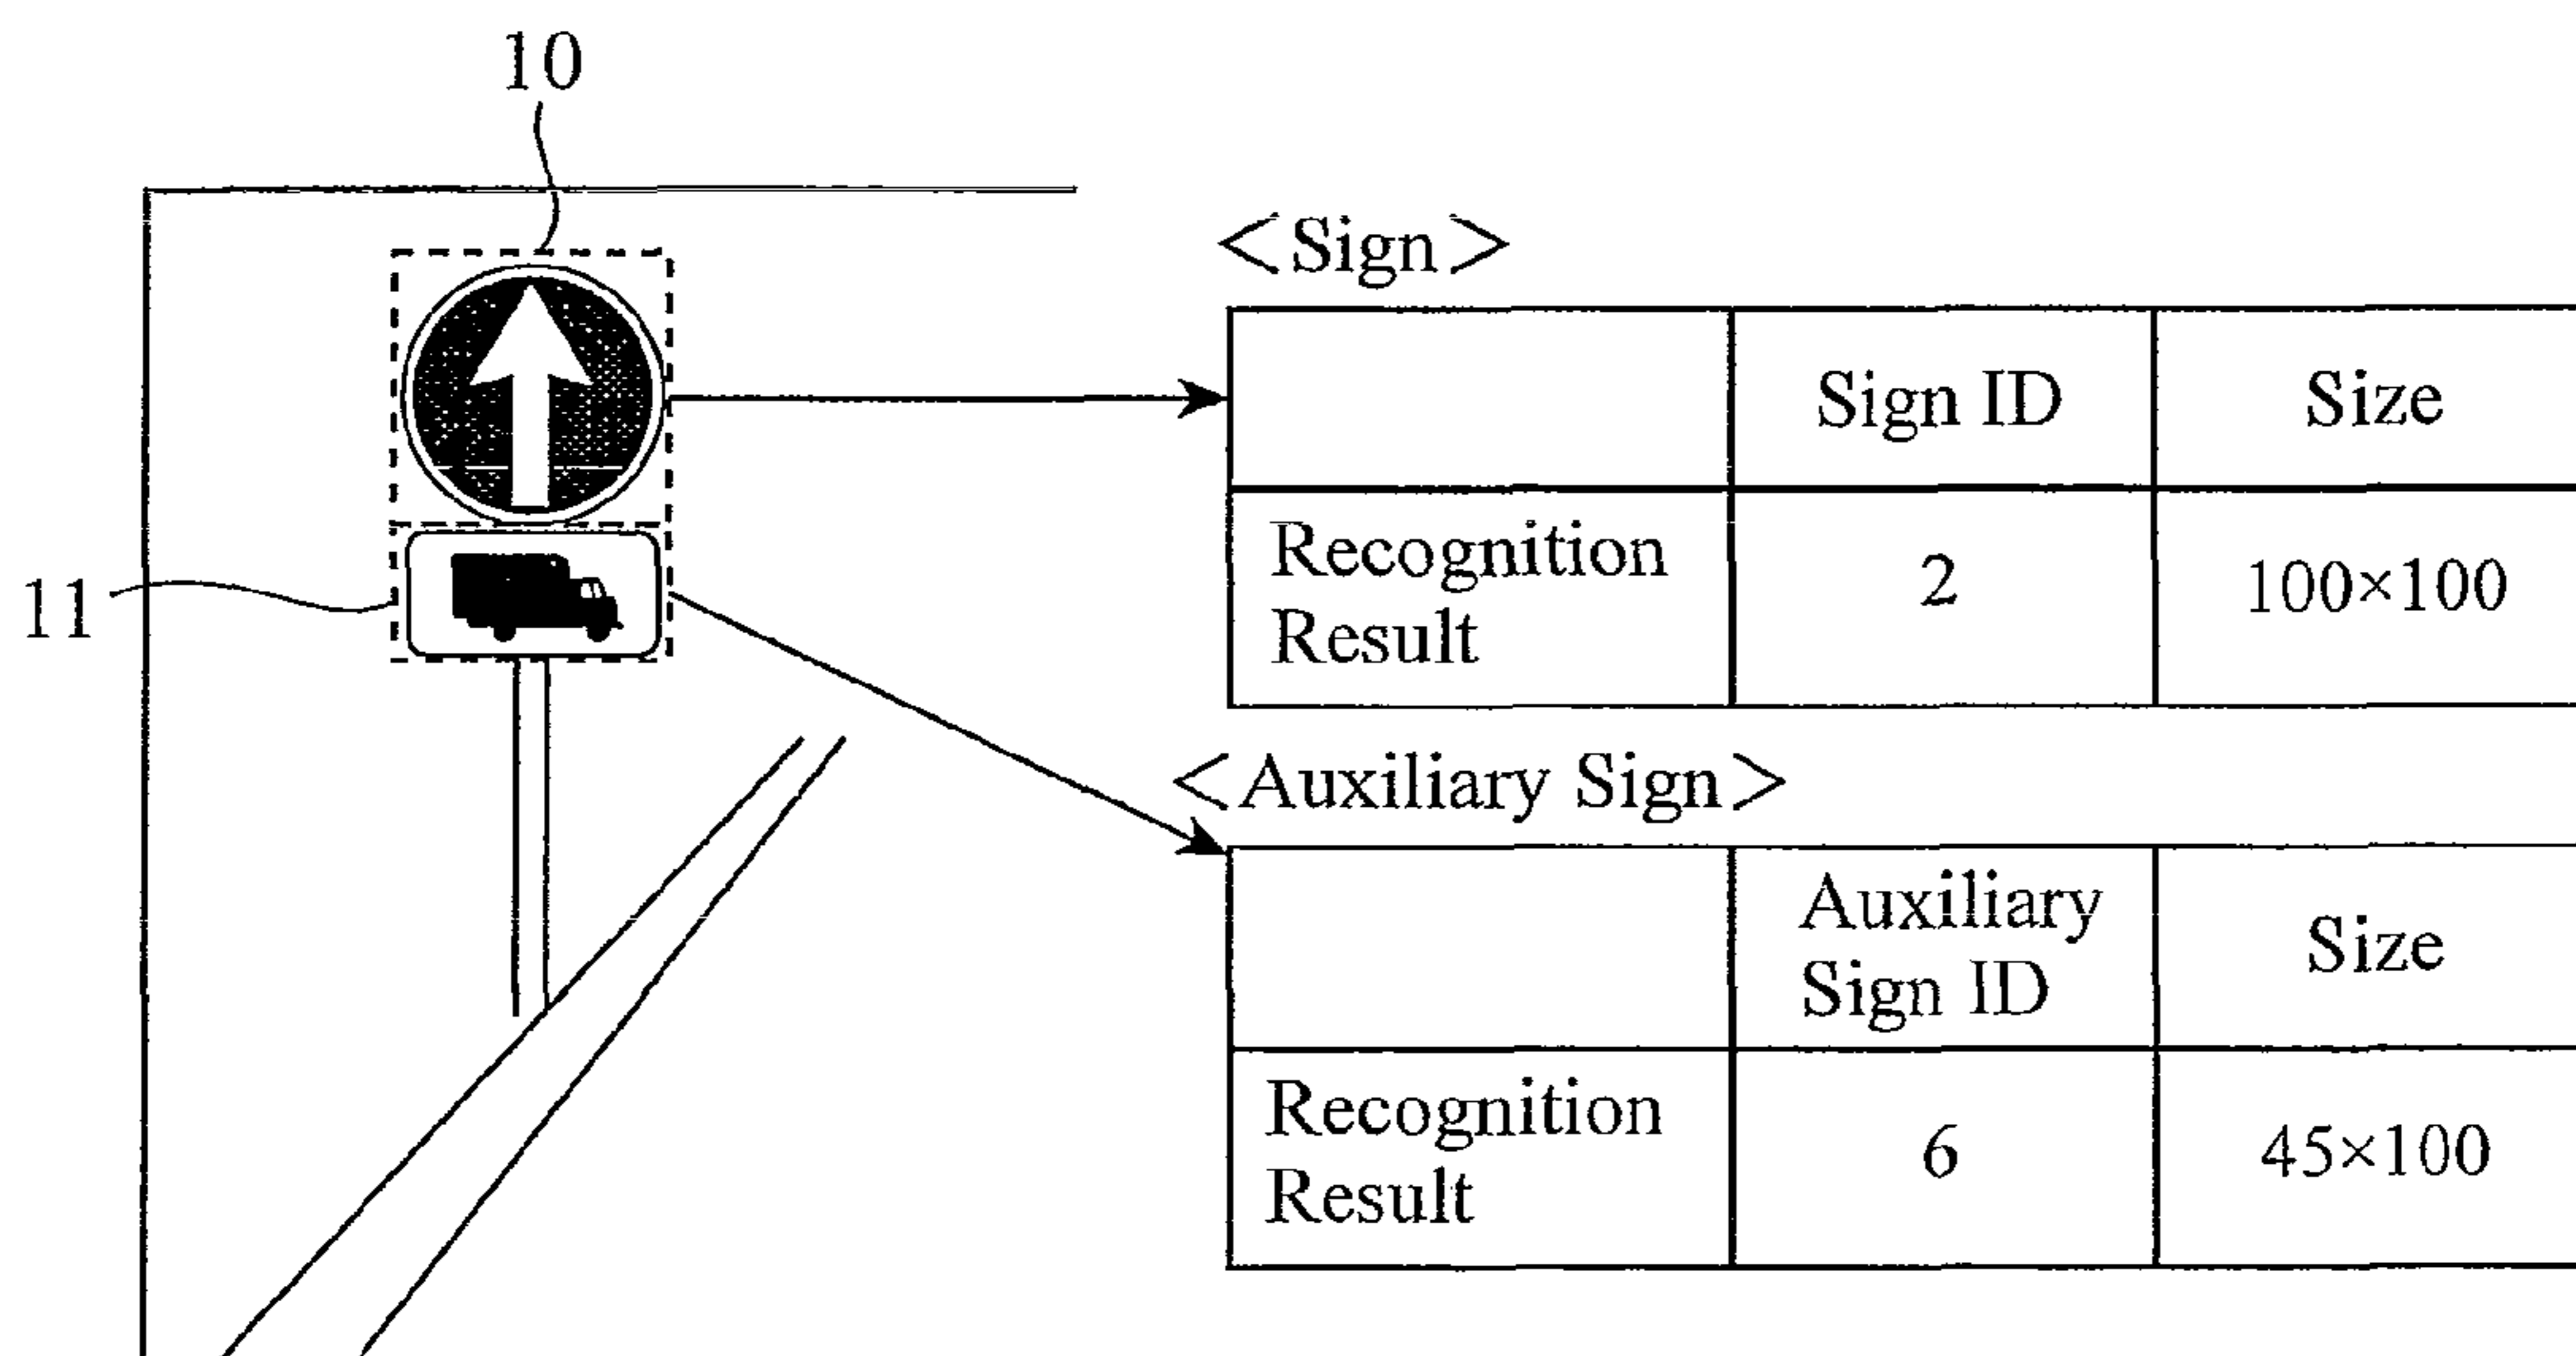 10
11
<Sign>
Sign ID Size
Recognition
Result
2 100×100
<Auxiliary Sign>
Auxiliary
Sign ID
Size
Recognition
Result
6 45×100